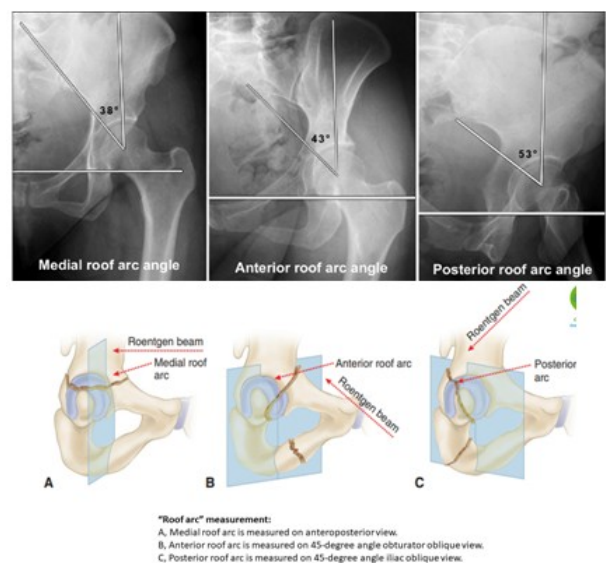 38°
43°
53°
Medial roof arc angle
Anterior roof arc angle
Posterior roof arc angle
Roentgen beam
Medial roof
arc
A
Anterior roof arc
Roentgen beam
B
Roentgen beam
Posterior
arc
C
"Roof arc" measurement:
A, Medial roof arc is measured on anteroposterior view.
B, Anterior roof arc is measured on 45-degree angle obturator oblique view.
C, Posterior roof arc is measured on 45-degree angle iliac oblique view.